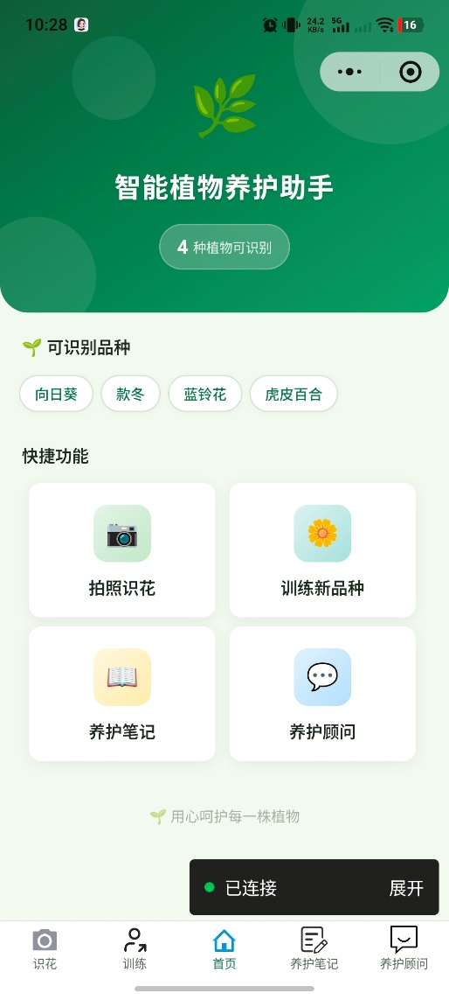 10:28 24.2 KB/s 5G 16
智能植物养护助手
4 种植物可识别
可识别品种
向日葵 款冬 蓝铃花 虎皮百合
快捷功能
拍照识花 训练新品种
养护笔记 养护顾问
用心呵护每一株植物
已连接 展开
识花 训练 首页 养护笔记 养护顾问